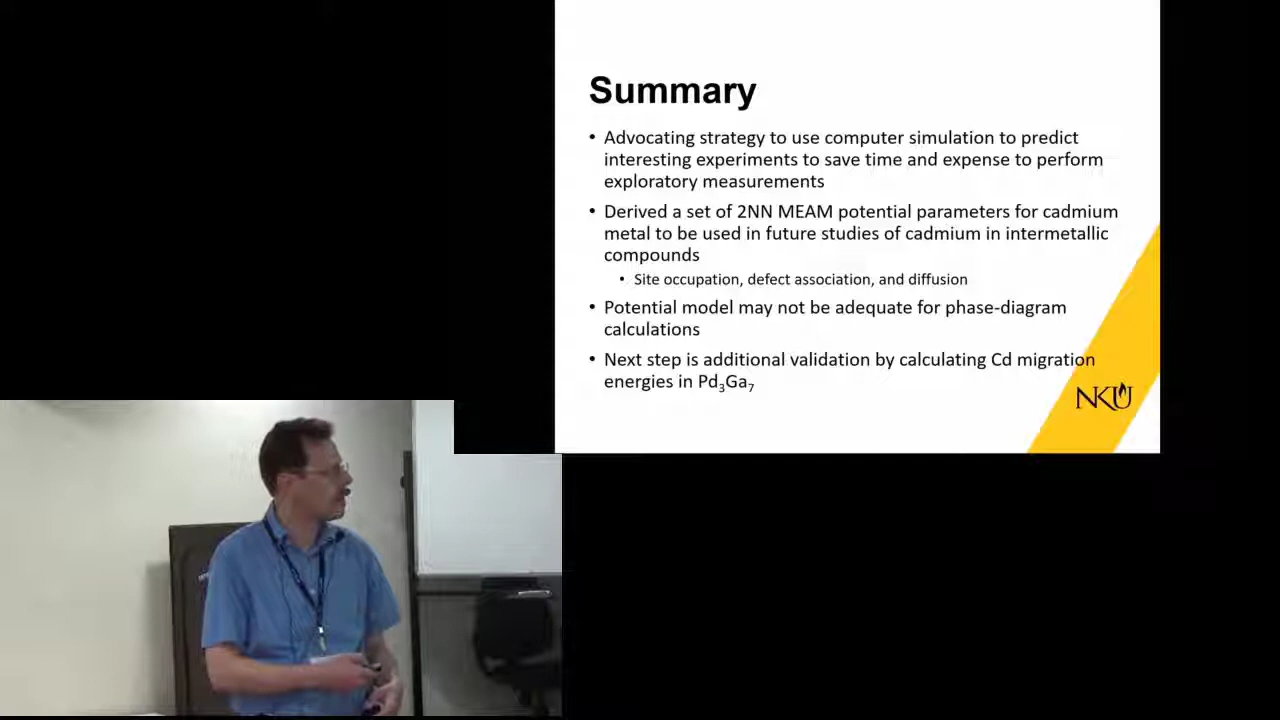 Summary
• Advocating strategy to use computer simulation to predict
interesting experiments to save time and expense to perform
exploratory measurements
• Derived a set of 2NN MEAM potential parameters for cadmium
metal to be used in future studies of cadmium in intermetallic
compounds
• Site occupation, defect association, and diffusion
• Potential model may not be adequate for phase-diagram
calculations
• Next step is additional validation by calculating Cd migration
energies in Pd₃Ga₇
NKU